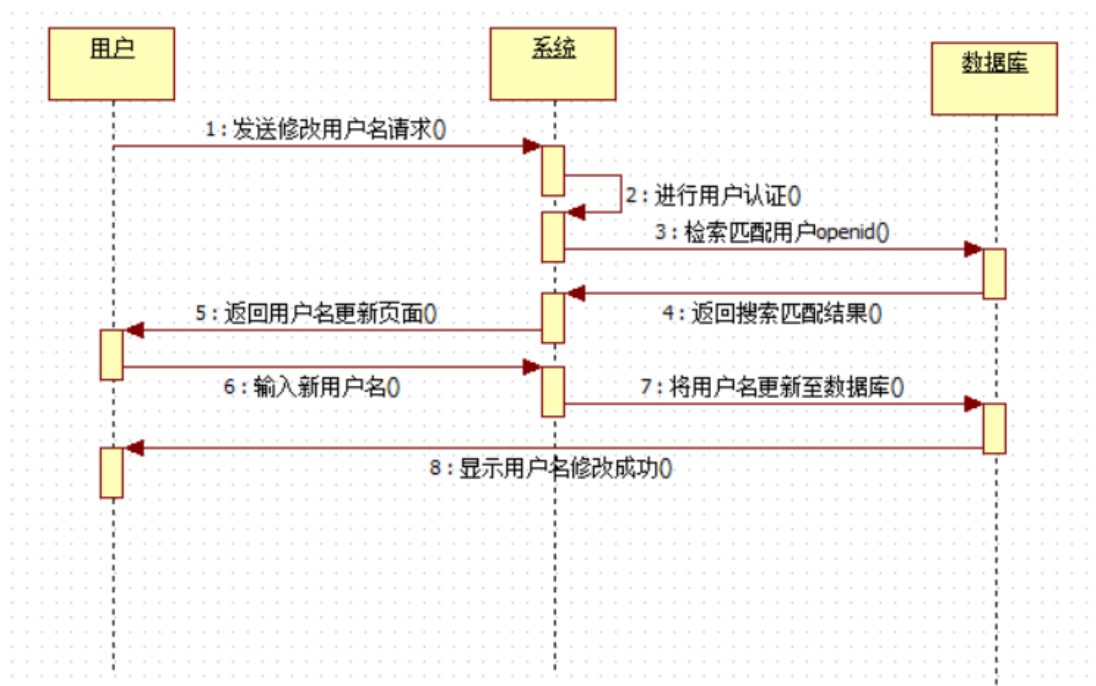 用户
系统
数据库
1 : 发送修改用户名请求()
2 : 进行用户认证()
3 : 检索匹配用户openid()
4 : 返回搜索匹配结果()
5 : 返回用户名更新页面()
6 : 输入新用户名()
7 : 将用户名更新至数据库()
8 : 显示用户名修改成功()